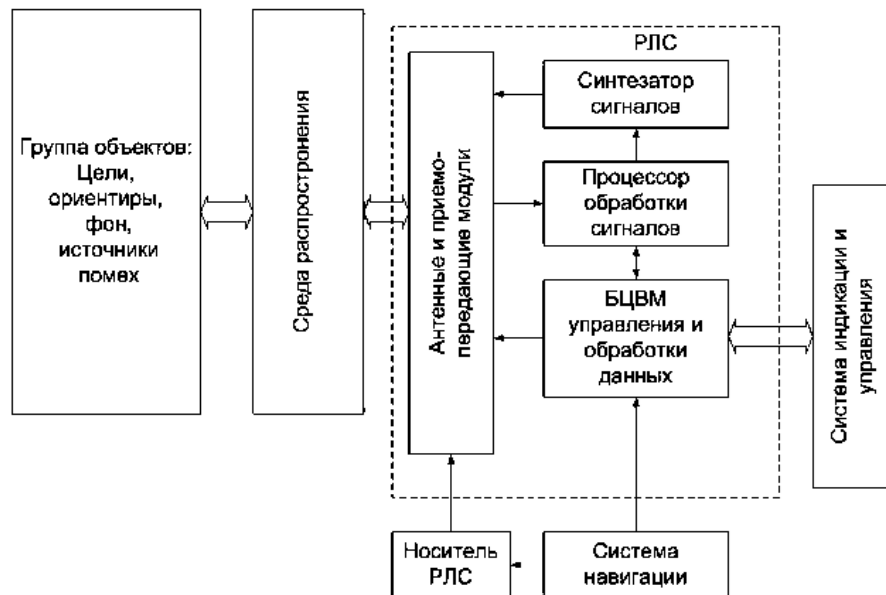 Группа объектов:
Цели,
ориентиры,
фон,
источники
помех
Среда распростронения
РЛС
Антенные и приемо-
передающие модули
Синтезатор
сигналов
Процессор
обработки
сигналов
БЦВМ
управления и
обработки
данных
Система индикации и
управления
Носитель
РЛС
Система
навигации